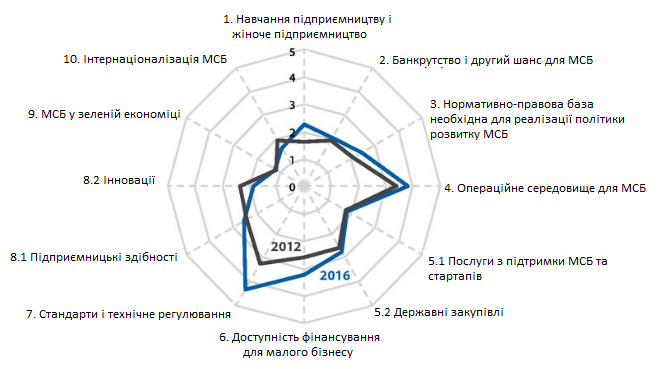 1. Навчання підприємництву і
жіноче підприємництво
10. Інтернаціоналізація МСБ
2. Банкрутство і другий шанс для МСБ
9. МСБ у зеленій економіці
3. Нормативно-правова база
необхідна для реалізації політики
розвитку МСБ
8.2 Інновації
4. Операційне середовище для МСБ
5
4
3
2
1
0
2012
2016
8.1 Підприємницькі здібності
5.1 Послуги з підтримки МСБ та
стартапів
7. Стандарти і технічне регулювання
5.2 Державні закупівлі
6. Доступність фінансування
для малого бізнесу